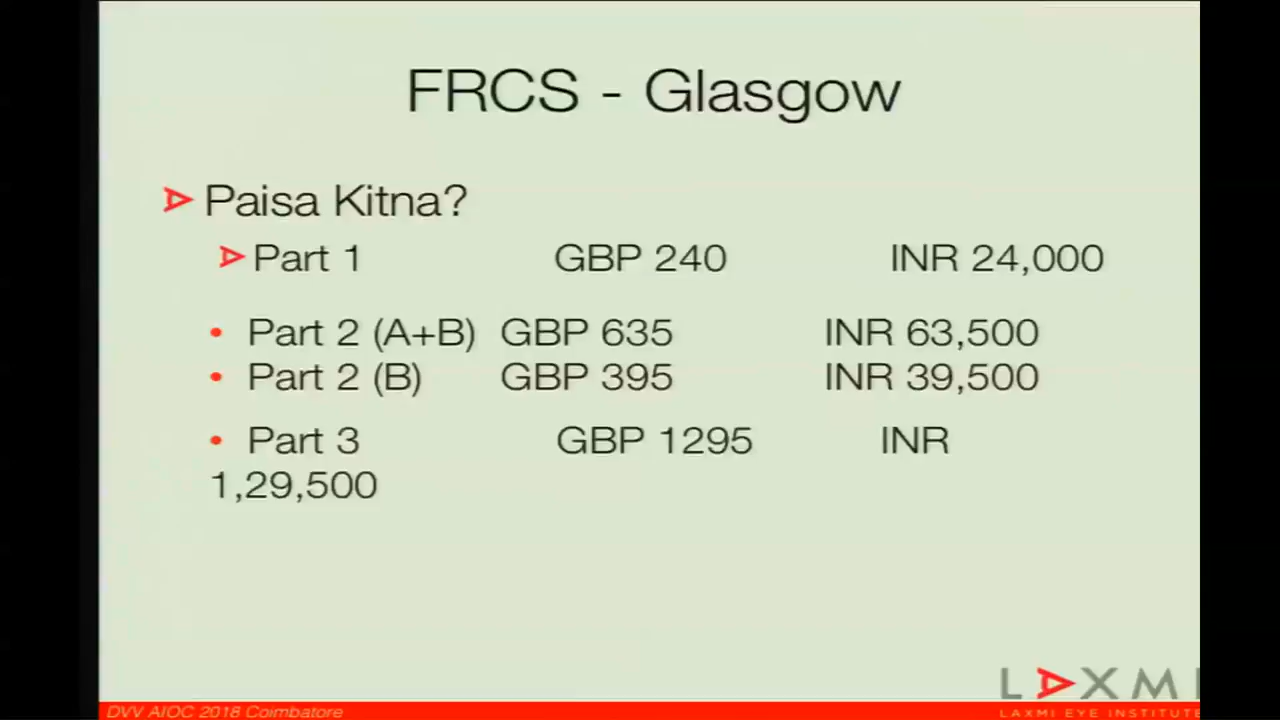 FRCS - Glasgow
Paisa Kitna?
Part 1 GBP 240 INR 24,000
• Part 2 (A+B) GBP 635 INR 63,500
• Part 2 (B) GBP 395 INR 39,500
• Part 3 GBP 1295 INR
1,29,500
LAXMI
LAXMI EYE INSTITUTE
DVV AIOC 2018 Coimbatore